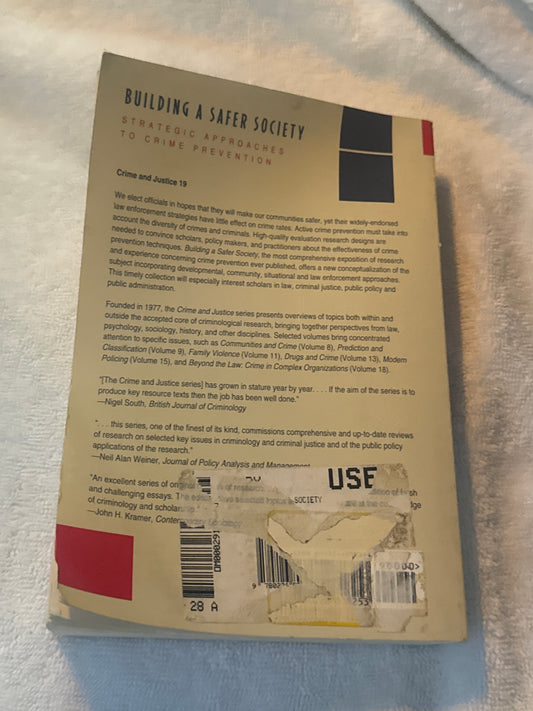 BUILDING A SAFER SOCIETY
STRATEGIC APPROACHES
TO CRIME PREVENTION
Crime and Justice 19
We elect officials in hopes that they will make our communities safer, yet their widely-endorsed
law enforcement strategies have little effect on crime rates. Active crime prevention must take into
account the diversity of crimes and criminals. High-quality evaluation research designs are
needed to convince scholars, policy makers, and practitioners about the effectiveness of crime
prevention techniques. Building a Safer Society, the most comprehensive exposition of research
and experience concerning crime prevention ever published, offers a new conceptualization of the
subject incorporating developmental, community, situational and law enforcement approaches.
This timely collection will especially interest scholars in law, criminal justice, public policy and
public administration.
Founded in 1977, the Crime and Justice series presents overviews of topics both within and
outside the accepted core of criminological research, bringing together perspectives from law,
psychology, sociology, history, and other disciplines. Selected volumes bring concentrated
attention to specific issues, such as Communities and Crime (Volume 8), Prediction and
Classification (Volume 9), Family Violence (Volume 11), Drugs and Crime (Volume 13), Modern
Policing (Volume 15), and Beyond the Law: Crime in Complex Organizations (Volume 18).
"[The Crime and Justice series] has grown in stature year by year. . . . If the aim of the series is to
produce key resource texts then the job has been well done."
—Nigel South, British Journal of Criminology
". . . this series, one of the finest of its kind, commissions comprehensive and up-to-date reviews
of research on selected key issues in criminology and criminal justice and of the public policy
applications of the research."
—Neil Alan Weiner, Journal of Policy Analysis and Management
USE
"An excellent series of
of research
and challenging essays. The
SOCIETY
of criminology and
—John H. Kramer,
DM000291
28 A
90000>